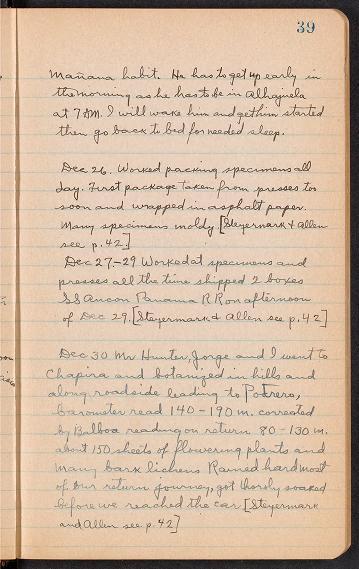 39
Mañana habit. He has to get up early in
the morning as he has to be in Alhajuela
at 7 AM. I will wake him and get him started
then go back to bed for needed sleep.
Dec 26. Worked packing specimens all
day. First package taken from presses too
soon and wrapped in asphalt paper.
Many specimens moldy. [Steyermark & Allen
see p. 42]
Dec 27-29 Worked at specimens and
presses all the time shipped 2 boxes
SS Ancon Panama R R on afternoon
of Dec 29. [Steyermark & Allen see p. 42]
Dec 30 Mr Hunter, Jorge and I went to
Chapira and botanized in hills and
along roadside leading to Potrero,
barometer read 140-190 m. corrected
by Balboa reading on return 80-130 m.
about 150 sheets of flowering plants and
many bark lichens Rained hard most
of our return journey, got thoroly soaked
before we reached the car [Steyermark
and Allen see p. 42]